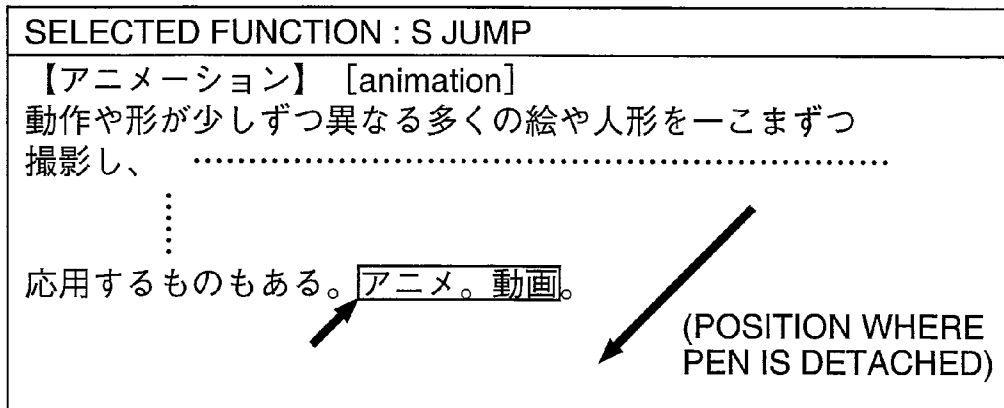 SELECTED FUNCTION : S JUMP
【アニメーション】 [animation]
動作や形が少しずつ異なる多くの絵や人形を一こまずつ
撮影し、 ……………………………………………………
⋮
応用するものもある。アニメ。動画。
(POSITION WHERE
PEN IS DETACHED)